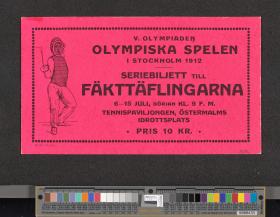 V. OLYMPIADEN
OLYMPISKA SPELEN
I STOCKHOLM 1912
SERIEBILJETT TILL
FÄKTTÄFLINGARNA
6–18 JULI, BÖRJAN KL. 9 F. M.
TENNISPAVILJONGEN, ÖSTERMALMS
IDROTTSPLATS
• PRIS 10 KR. •